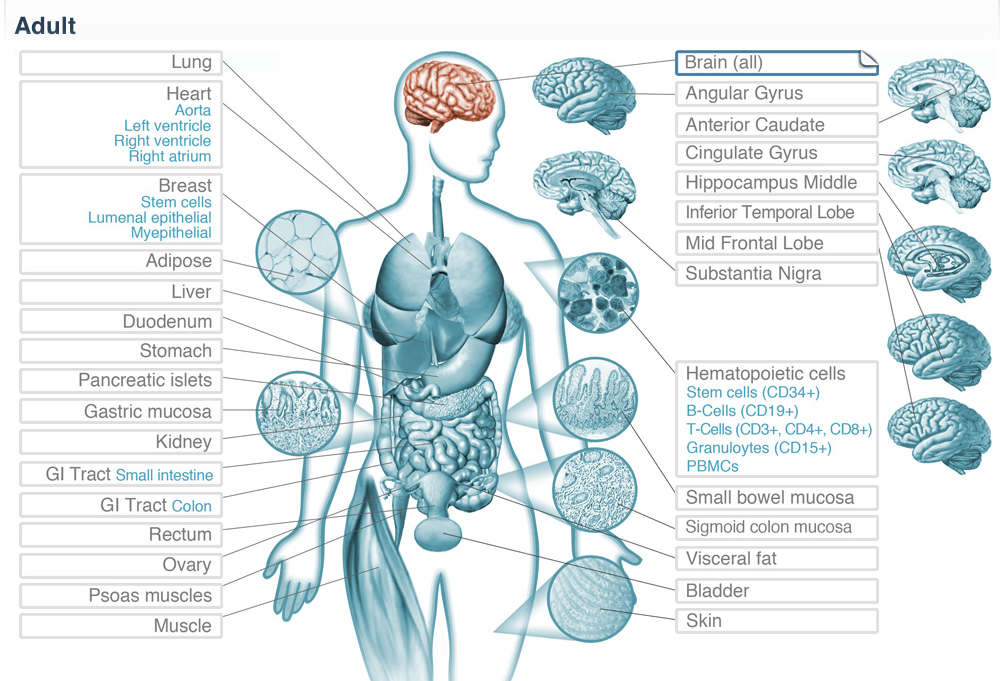 Adult
Lung
Heart
Aorta
Left ventricle
Right ventricle
Right atrium
Breast
Stem cells
Lumenal epithelial
Myepithelial
Adipose
Liver
Duodenum
Stomach
Pancreatic islets
Gastric mucosa
Kidney
GI Tract Small intestine
GI Tract Colon
Rectum
Ovary
Psoas muscles
Muscle
Brain (all)
Angular Gyrus
Anterior Caudate
Cingulate Gyrus
Hippocampus Middle
Inferior Temporal Lobe
Mid Frontal Lobe
Substantia Nigra
Hematopoietic cells
Stem cells (CD34+)
B-Cells (CD19+)
T-Cells (CD3+, CD4+, CD8+)
Granuloytes (CD15+)
PBMCs
Small bowel mucosa
Sigmoid colon mucosa
Visceral fat
Bladder
Skin